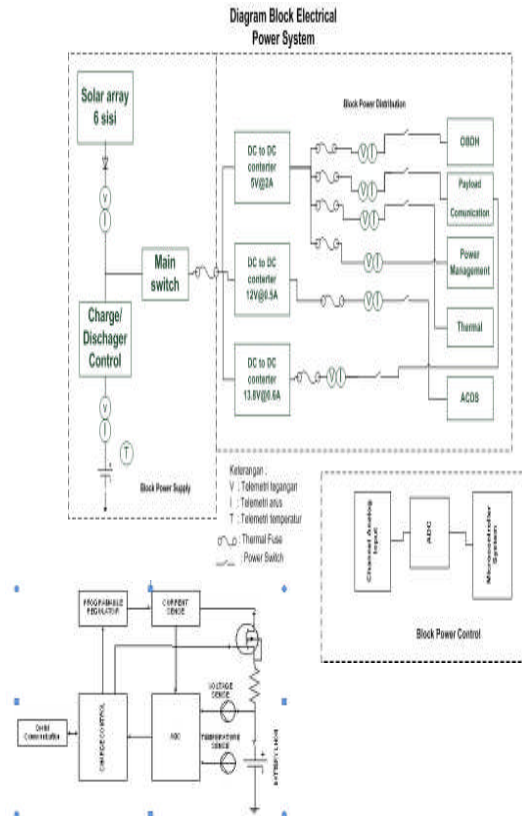 Diagram Block Electrical
Power System
Solar array
6 sisi
V
I
Main
switch
Charge/
Dischager
Control
V
I
T
Block Power Supply
Block Power Distribution
DC to DC
conterter
5V@2A
DC to DC
conterter
12V@0.5A
DC to DC
conterter
13.8V@0.6A
V I
V I
V I
V I
V I
V I
OBDH
Payload
Comunication
Power
Management
Thermal
ACDS
Keterangan :
V : Telemetri tegangan
I : Telemetri arus
T : Telemetri temperatur
: Thermal Fuse
: Power Switch
Channel Analog
Input
ADC
Microcontroller
System
Block Power Control
PROGRAMABLE
REGULATOR
CURRENT
SENSE
VOLTAGE
SENSE
TEMPERATURE
SENSE
CHARGE CONTROL
ADC